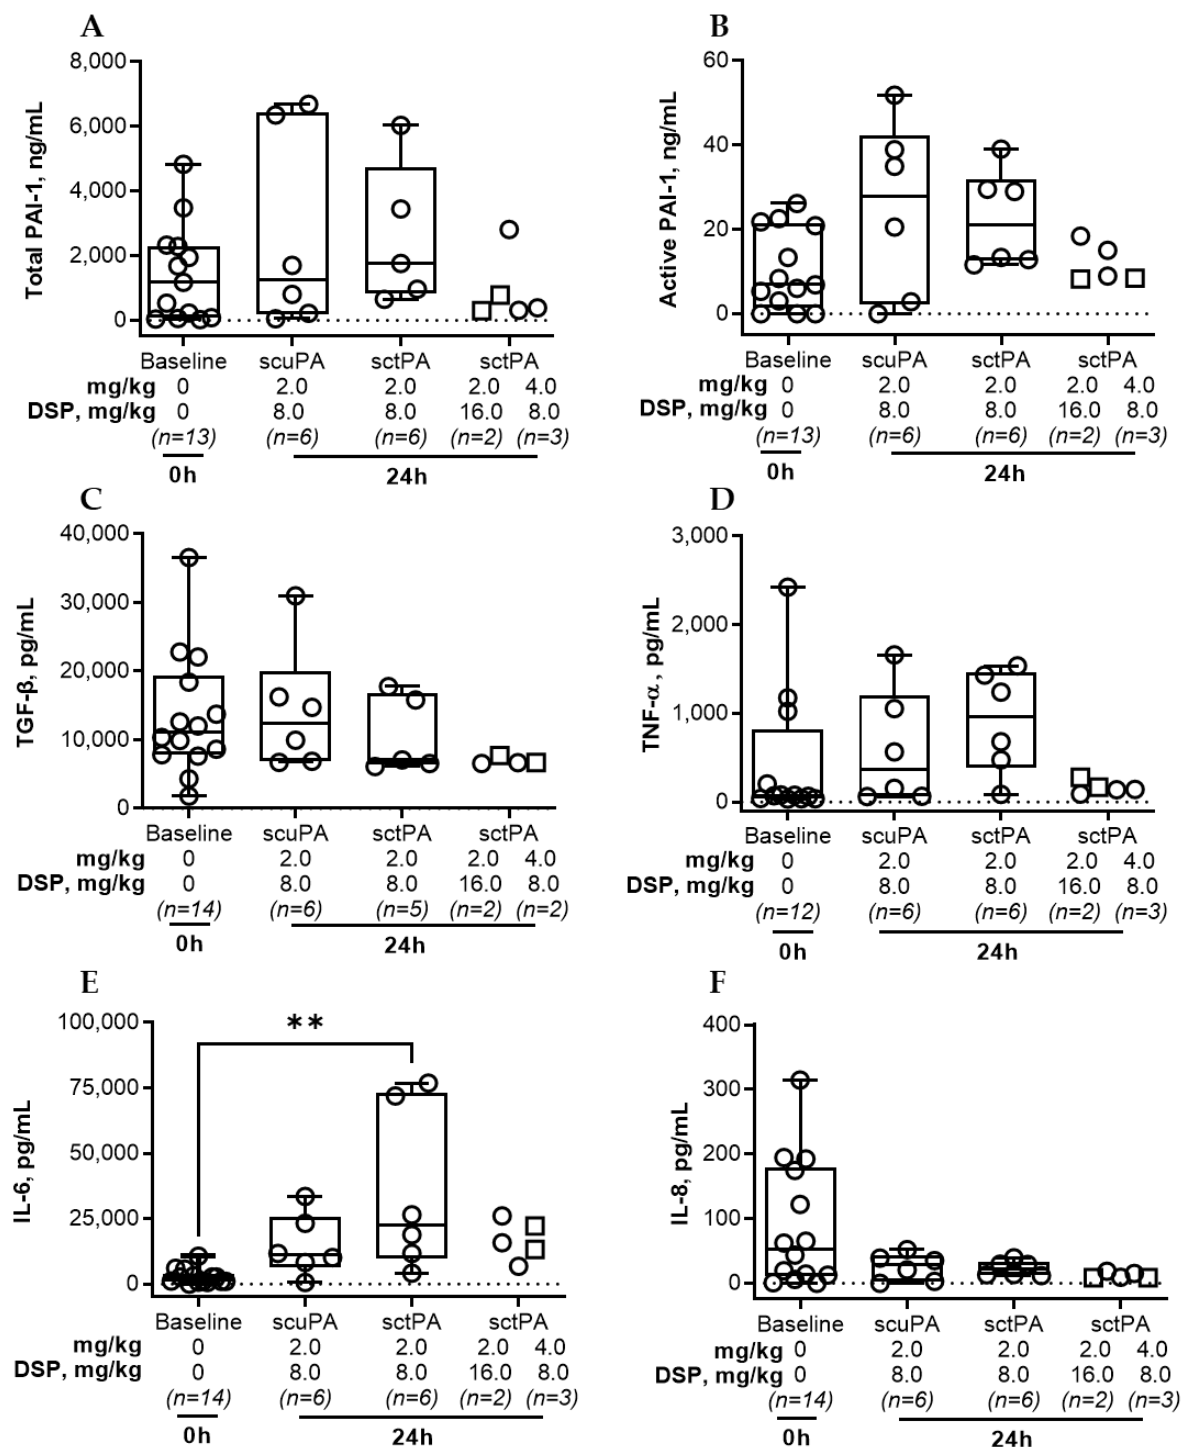 A
8,000
6,000
4,000
2,000
0
Total PAI-1, ng/mL
Baseline scuPA sctPA sctPA
mg/kg 0 2.0 2.0 2.0 4.0
DSP, mg/kg 0 8.0 8.0 16.0 8.0
(n=13) (n=6) (n=6) (n=2) (n=3)
0h 24h
B
60
40
20
0
Active PAI-1, ng/mL
Baseline scuPA sctPA sctPA
mg/kg 0 2.0 2.0 2.0 4.0
DSP, mg/kg 0 8.0 8.0 16.0 8.0
(n=13) (n=6) (n=6) (n=2) (n=3)
0h 24h
C
40,000
30,000
20,000
10,000
0
TGF-β, pg/mL
Baseline scuPA sctPA sctPA
mg/kg 0 2.0 2.0 2.0 4.0
DSP, mg/kg 0 8.0 8.0 16.0 8.0
(n=14) (n=6) (n=5) (n=2) (n=2)
0h 24h
D
3,000
2,000
1,000
0
TNF-α, pg/mL
Baseline scuPA sctPA sctPA
mg/kg 0 2.0 2.0 2.0 4.0
DSP, mg/kg 0 8.0 8.0 16.0 8.0
(n=12) (n=6) (n=6) (n=2) (n=3)
0h 24h
E
100,000
75,000
50,000
25,000
0
IL-6, pg/mL
**
Baseline scuPA sctPA sctPA
mg/kg 0 2.0 2.0 2.0 4.0
DSP, mg/kg 0 8.0 8.0 16.0 8.0
(n=14) (n=6) (n=6) (n=2) (n=3)
0h 24h
F
400
300
200
100
0
IL-8, pg/mL
Baseline scuPA sctPA sctPA
mg/kg 0 2.0 2.0 2.0 4.0
DSP, mg/kg 0 8.0 8.0 16.0 8.0
(n=14) (n=6) (n=6) (n=2) (n=3)
0h 24h